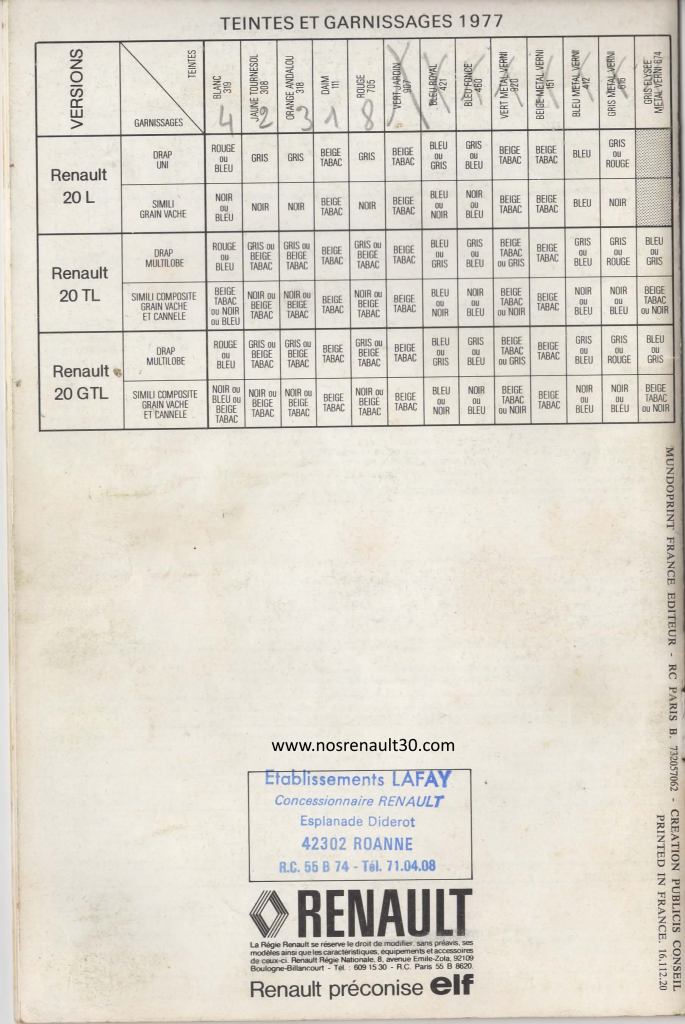 TEINTES ET GARNISSAGES 1977
VERSIONS
TEINTES
GARNISSAGES
BLANC 319
JAUNE TOURNESOL 308
ORANGE ANDALOU 318
DAIM 111
ROUGE 705
VERT JARDIN 907
BLEU ROYAL 421
BLEU FONCE 460
VERT METAL VERNI 920
BEIGE METAL VERNI 151
BLEU METAL VERNI 412
GRIS METAL VERNI 616
GRIS ELYSEE METAL VERNI 674
4 2 3 1 8
Renault 20 L
DRAP UNI
ROUGE ou BLEU
GRIS
GRIS
BEIGE TABAC
GRIS
BEIGE TABAC
BLEU ou GRIS
GRIS ou BLEU
BEIGE TABAC
BEIGE TABAC
BLEU
GRIS ou ROUGE
SIMILI GRAIN VACHE
NOIR ou BLEU
NOIR
NOIR
BEIGE TABAC
NOIR
BEIGE TABAC
BLEU ou NOIR
NOIR ou BLEU
BEIGE TABAC
BEIGE TABAC
BLEU
NOIR
Renault 20 TL
DRAP MULTILOBE
ROUGE ou BLEU
GRIS ou BEIGE TABAC
GRIS ou BEIGE TABAC
BEIGE TABAC
GRIS ou BEIGE TABAC
BEIGE TABAC
BLEU ou GRIS
GRIS ou BLEU
BEIGE TABAC ou GRIS
BEIGE TABAC
GRIS ou BLEU
GRIS ou ROUGE
BLEU ou GRIS
SIMILI COMPOSITE GRAIN VACHE ET CANNELE
BEIGE TABAC ou NOIR ou BLEU
NOIR ou BEIGE TABAC
NOIR ou BEIGE TABAC
BEIGE TABAC
NOIR ou BEIGE TABAC
BEIGE TABAC
BLEU ou NOIR
NOIR ou BLEU
BEIGE TABAC ou NOIR
BEIGE TABAC
NOIR ou BLEU
NOIR ou BLEU
BEIGE TABAC ou NOIR
Renault 20 GTL
DRAP MULTILOBE
ROUGE ou BLEU
GRIS ou BEIGE TABAC
GRIS ou BEIGE TABAC
BEIGE TABAC
GRIS ou BEIGE TABAC
BEIGE TABAC
BLEU ou GRIS
GRIS ou BLEU
BEIGE TABAC ou GRIS
BEIGE TABAC
GRIS ou BLEU
GRIS ou ROUGE
BLEU ou GRIS
SIMILI COMPOSITE GRAIN VACHE ET CANNELE
NOIR ou BLEU ou BEIGE TABAC
NOIR ou BEIGE TABAC
NOIR ou BEIGE TABAC
BEIGE TABAC
NOIR ou BEIGE TABAC
BEIGE TABAC
BLEU ou NOIR
NOIR ou BLEU
BEIGE TABAC ou NOIR
BEIGE TABAC
NOIR ou BLEU
NOIR ou BLEU
BEIGE TABAC ou NOIR
MUNDOPRINT FRANCE EDITEUR - RC PARIS B. 732057062 - CREATION PUBLICIS CONSEIL
PRINTED IN FRANCE. 16.112.20
www.nosrenault30.com
Etablissements LAFAY
Concessionnaire RENAULT
Esplanade Diderot
42302 ROANNE
R.C. 55 B 74 - Tél. 71.04.08
RENAULT
La Régie Renault se réserve le droit de modifier, sans préavis, ses
modèles ainsi que les caractéristiques, équipements et accessoires
de ceux-ci. Renault Régie Nationale, 8, avenue Emile-Zola, 92109
Boulogne-Billancourt - Tél. : 609 15 30 - R.C. Paris 55 B 8620.
Renault préconise elf